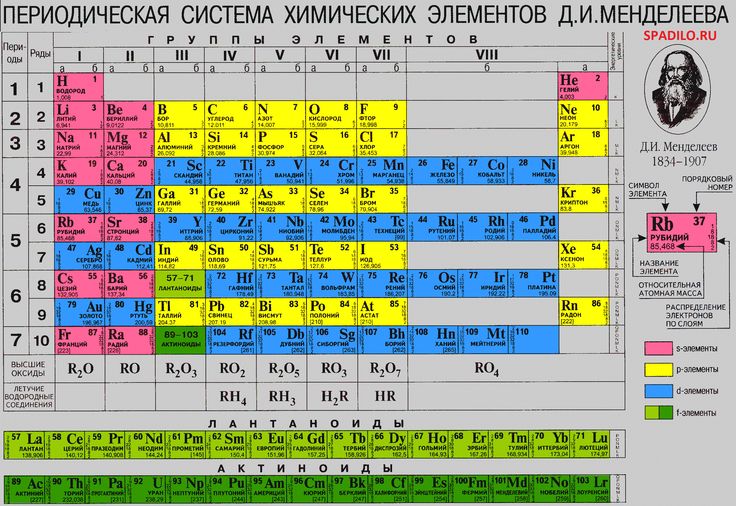 ПЕРИОДИЧЕСКАЯ СИСТЕМА ХИМИЧЕСКИХ ЭЛЕМЕНТОВ Д.И.МЕНДЕЛЕЕВА
SPADILO.RU
ГРУППЫ ЭЛЕМЕНТОВ
Пери-оды Ряды I II III IV V VI VII VIII Энергетические уровни
а б а б а б а б а б а б а б б а
1 1 H 1 ВОДОРОД 1,008 He 2 ГЕЛИЙ 4,003
2 2 Li 3 ЛИТИЙ 6,941 Be 4 БЕРИЛЛИЙ 9,0122 B 5 БОР 10,811 C 6 УГЛЕРОД 12,011 N 7 АЗОТ 14,007 O 8 КИСЛОРОД 15,999 F 9 ФТОР 18,998 Ne 10 НЕОН 20,179
3 3 Na 11 НАТРИЙ 22,99 Mg 12 МАГНИЙ 24,312 Al 13 АЛЮМИНИЙ 26,092 Si 14 КРЕМНИЙ 28,086 P 15 ФОСФОР 30,974 S 16 СЕРА 32,064 Cl 17 ХЛОР 35,453 Ar 18 АРГОН 39,948
4 4 K 19 КАЛИЙ 39,102 Ca 20 КАЛЬЦИЙ 40,08 21 Sc СКАНДИЙ 44,956 22 Ti ТИТАН 47,956 23 V ВАНАДИЙ 50,941 24 Cr ХРОМ 51,996 25 Mn МАРГАНЕЦ 54,938 26 Fe ЖЕЛЕЗО 55,849 27 Co КОБАЛЬТ 58,933 28 Ni НИКЕЛЬ 58,7
5 29 Cu МЕДЬ 63,546 30 Zn ЦИНК 65,37 Ga 31 ГАЛЛИЙ 69,72 Ge 32 ГЕРМАНИЙ 72,59 As 33 МЫШЬЯК 74,922 Se 34 СЕЛЕН 78,96 Br 35 БРОМ 79,904 Kr 36 КРИПТОН 83,8
5 6 Rb 37 РУБИДИЙ 85,468 Sr 38 СТРОНЦИЙ 87,62 39 Y ИТТРИЙ 88,906 40 Zr ЦИРКОНИЙ 91,22 41 Nb НИОБИЙ 92,906 42 Mo МОЛИБДЕН 95,94 43 Tc ТЕХНЕЦИЙ [99] 44 Ru РУТЕНИЙ 101,07 45 Rh РОДИЙ 102,906 46 Pd ПАЛЛАДИЙ 106,4
7 47 Ag СЕРЕБРО 107,868 48 Cd КАДМИЙ 112,41 In 49 ИНДИЙ 114,82 Sn 50 ОЛОВО 118,69 Sb 51 СУРЬМА 121,75 Te 52 ТЕЛЛУР 127,6 I 53 ИОД 126,905 Xe 54 КСЕНОН 131,3
6 8 Cs 55 ЦЕЗИЙ 132,905 Ba 56 БАРИЙ 137,34 57–71 ЛАНТАНОИДЫ 72 Hf ГАФНИЙ 178,49 73 Ta ТАНТАЛ 180,948 74 W ВОЛЬФРАМ 183,85 75 Re РЕНИЙ 186,207 76 Os ОСМИЙ 190,2 77 Ir ИРИДИЙ 192,22 78 Pt ПЛАТИНА 195,09
9 79 Au ЗОЛОТО 196,967 80 Hg РТУТЬ 200,59 Tl 81 ТАЛЛИЙ 204,37 Pb 82 СВИНЕЦ 207,19 Bi 83 ВИСМУТ 208,98 Po 84 ПОЛОНИЙ [210] At 85 АСТАТ [210] Rn 86 РАДОН [222]
7 10 Fr 87 ФРАНЦИЙ [223] Ra 88 РАДИЙ [226] 89–103 АКТИНОИДЫ 104 Rf РЕЗЕРФОРДИЙ [261] 105 Db ДУБНИЙ [262] 106 Sg СИБОРГИЙ [263] 107 Bh БОРИЙ [262] 108 Hn ХАНИЙ [265] 109 Mt МЕЙТНЕРИЙ 110
ВЫСШИЕ ОКСИДЫ R₂O RO R₂O₃ RO₂ R₂O₅ RO₃ R₂O₇ RO₄
ЛЕТУЧИЕ ВОДОРОДНЫЕ СОЕДИНЕНИЯ RH₄ RH₃ H₂R HR
Д.И. Менделеев
1834–1907
СИМВОЛ ЭЛЕМЕНТА
ПОРЯДКОВЫЙ НОМЕР
Rb 37
РУБИДИЙ
85,468
НАЗВАНИЕ ЭЛЕМЕНТА
ОТНОСИТЕЛЬНАЯ АТОМНАЯ МАССА
РАСПРЕДЕЛЕНИЕ ЭЛЕКТРОНОВ ПО СЛОЯМ
s-элементы
p-элементы
d-элементы
f-элементы
ЛАНТАНОИДЫ
57 La ЛАНТАН 138,906 58 Ce ЦЕРИЙ 140,12 59 Pr ПРАЗЕОДИМ 140,908 60 Nd НЕОДИМ 144,24 61 Pm ПРОМЕТИЙ [145] 62 Sm САМАРИЙ 150,4 63 Eu ЕВРОПИЙ 151,96 64 Gd ГАДОЛИНИЙ 157,25 65 Tb ТЕРБИЙ 158,926 66 Dy ДИСПРОЗИЙ 162,5 67 Ho ГОЛЬМИЙ 164,93 68 Er ЭРБИЙ 167,26 69 Tm ТУЛИЙ 168,934 70 Yb ИТТЕРБИЙ 173,04 71 Lu ЛЮТЕЦИЙ 174,97
АКТИНОИДЫ
89 Ac АКТИНИЙ [227] 90 Th ТОРИЙ 232,038 91 Pa ПРОТАКТИНИЙ [231] 92 U УРАН 238,29 93 Np НЕПТУНИЙ [237] 94 Pu ПЛУТОНИЙ [244] 95 Am АМЕРИЦИЙ [243] 96 Cm КЮРИЙ [247] 97 Bk БЕРКЛИЙ [247] 98 Cf КАЛИФОРНИЙ [251] 99 Es ЭЙНШТЕЙНИЙ [254] 100 Fm ФЕРМИЙ [257] 101 Md МЕНДЕЛЕВИЙ [258] 102 No НОБЕЛИЙ [259] 103 Lr ЛОУРЕНСИЙ [260]